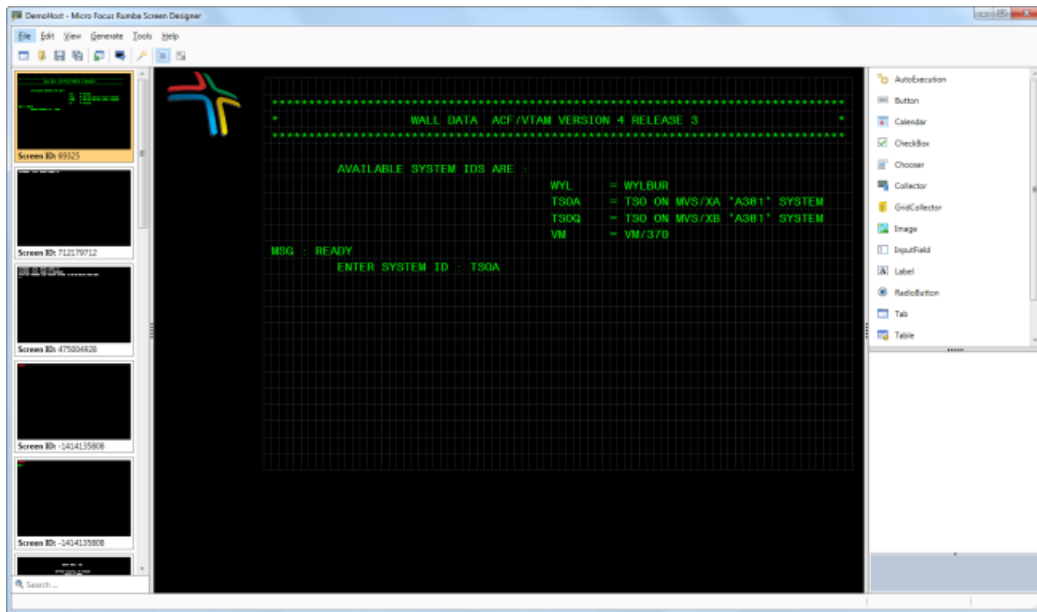 DemoHost - Micro Focus Rumba Screen Designer
File Edit View Generate Tools Help
Screen ID: 69325
Screen ID: 712179712
Screen ID: 475004928
Screen ID: -1414135808
Screen ID: -1414135808
Search ...
******************************************************************************
* WALL DATA ACF/VTAM VERSION 4 RELEASE 3 *
******************************************************************************
AVAILABLE SYSTEM IDS ARE :
WYL = WYLBUR
TSOA = TSO ON MVS/XA "A3B1" SYSTEM
TSOQ = TSO ON MVS/XB "A3B1" SYSTEM
VM = VM/370
MSG : READY
ENTER SYSTEM ID : TSOA
AutoExecution
Button
Calendar
CheckBox
Chooser
Collector
GridCollector
Image
InputField
Label
RadioButton
Tab
Table